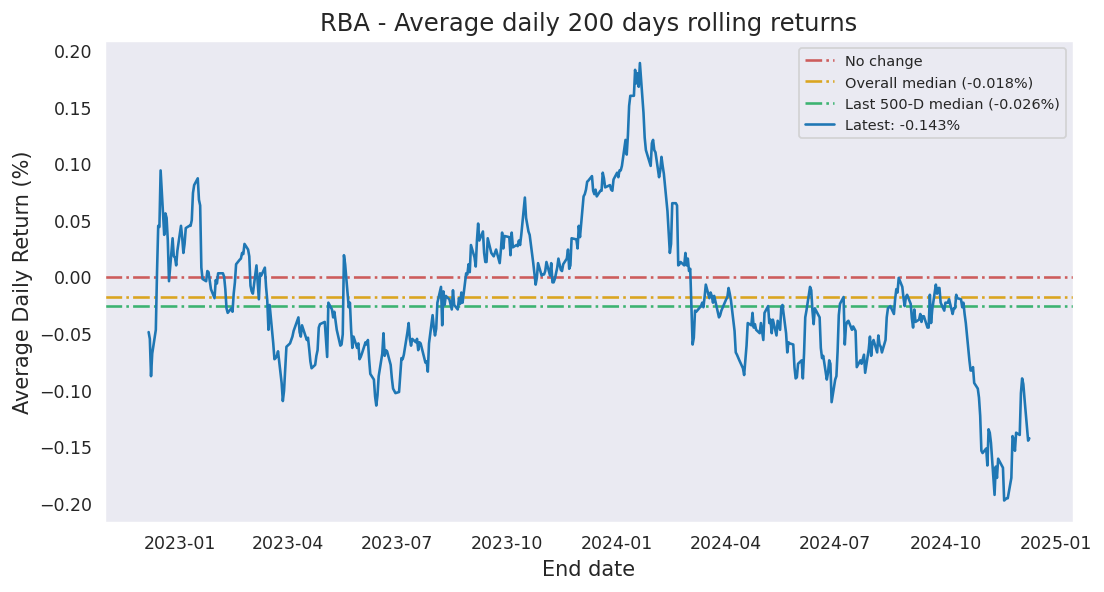 RBA - Average daily 200 days rolling returns
No change
Overall median (-0.018%)
Last 500-D median (-0.026%)
Latest: -0.143%
Average Daily Return (%)
0.20
0.15
0.10
0.05
0.00
−0.05
−0.10
−0.15
−0.20
2023-01 2023-04 2023-07 2023-10 2024-01 2024-04 2024-07 2024-10 2025-01
End date